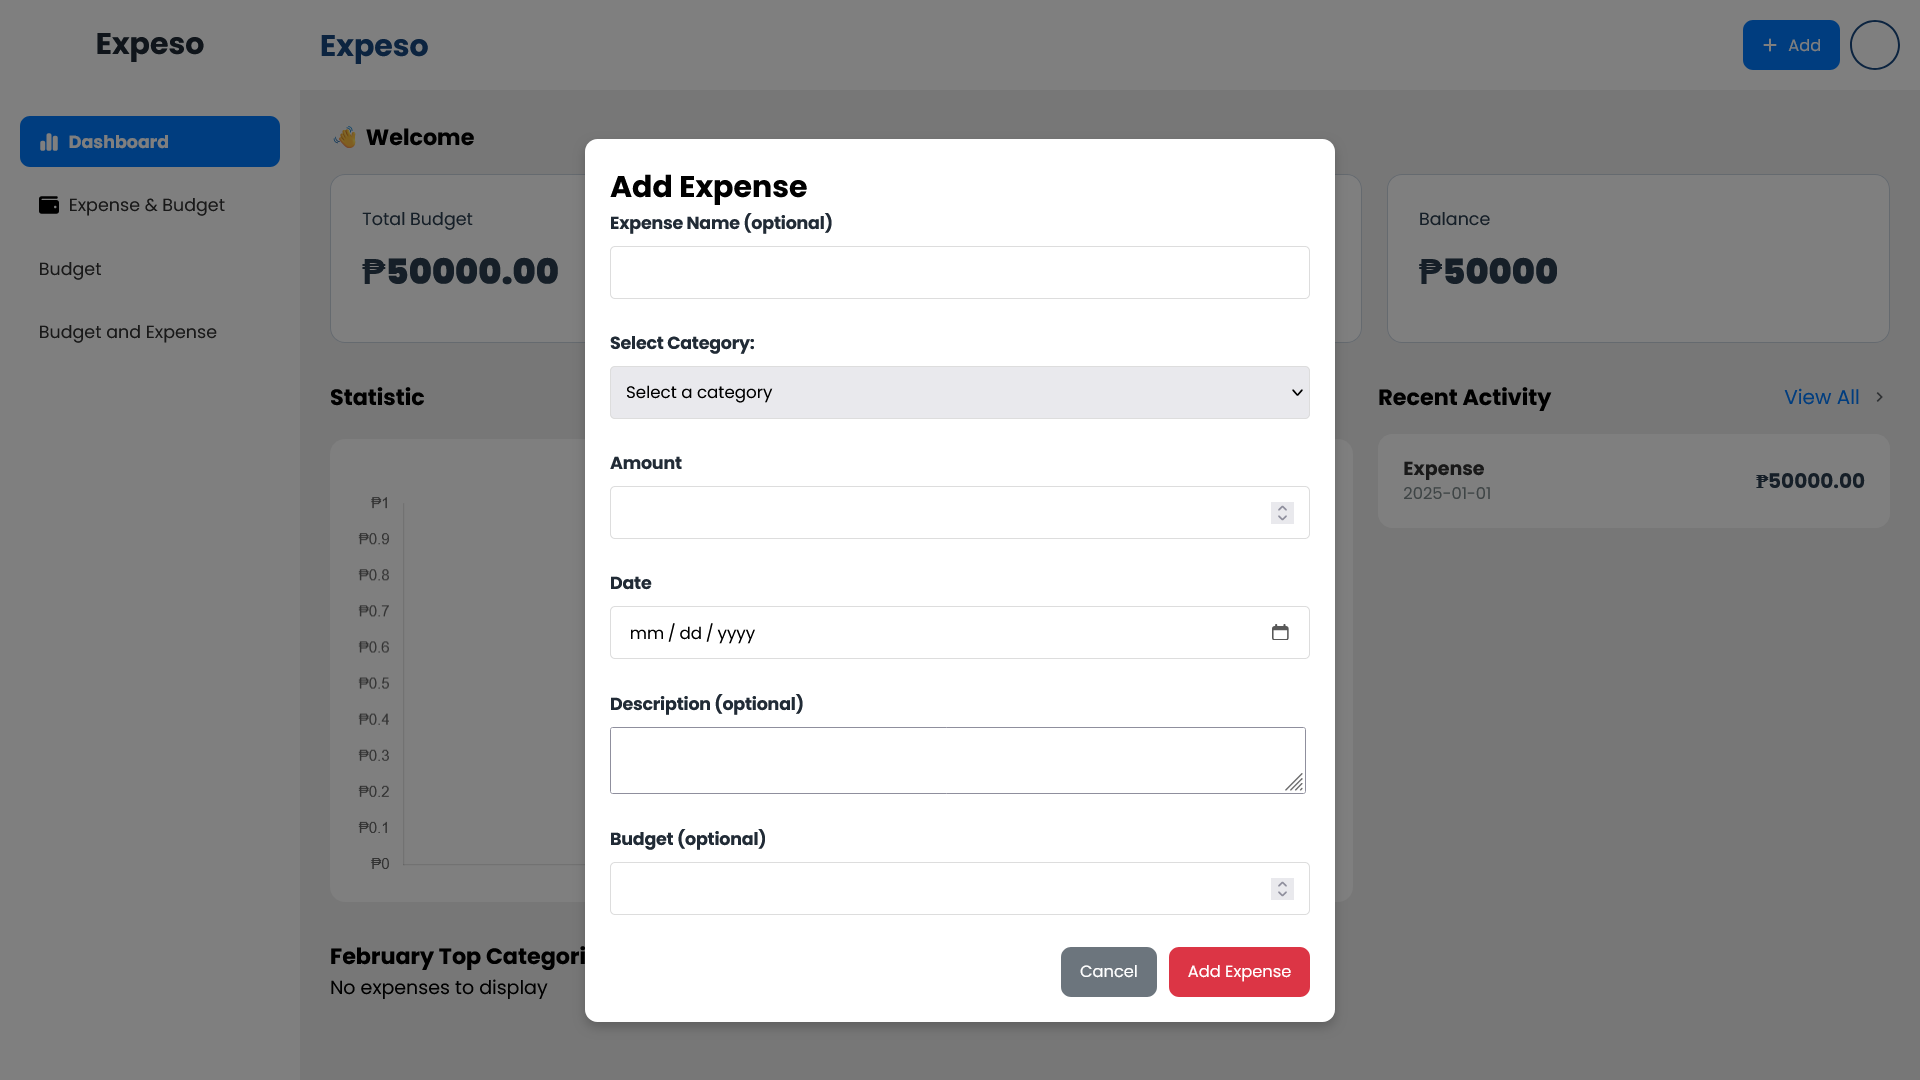 Expeso
Expeso
Add
Dashboard
Expense & Budget
Budget
Budget and Expense
👋 Welcome
Total Budget
₱50000.00
Balance
₱50000
Statistic
₱1
₱0.9
₱0.8
₱0.7
₱0.6
₱0.5
₱0.4
₱0.3
₱0.2
₱0.1
₱0
February Top Categori
No expenses to display
Add Expense
Expense Name (optional)
Select Category:
Select a category
Amount
Date
mm / dd / yyyy
Description (optional)
Budget (optional)
Cancel
Add Expense
Recent Activity
View All
Expense
2025-01-01
₱50000.00